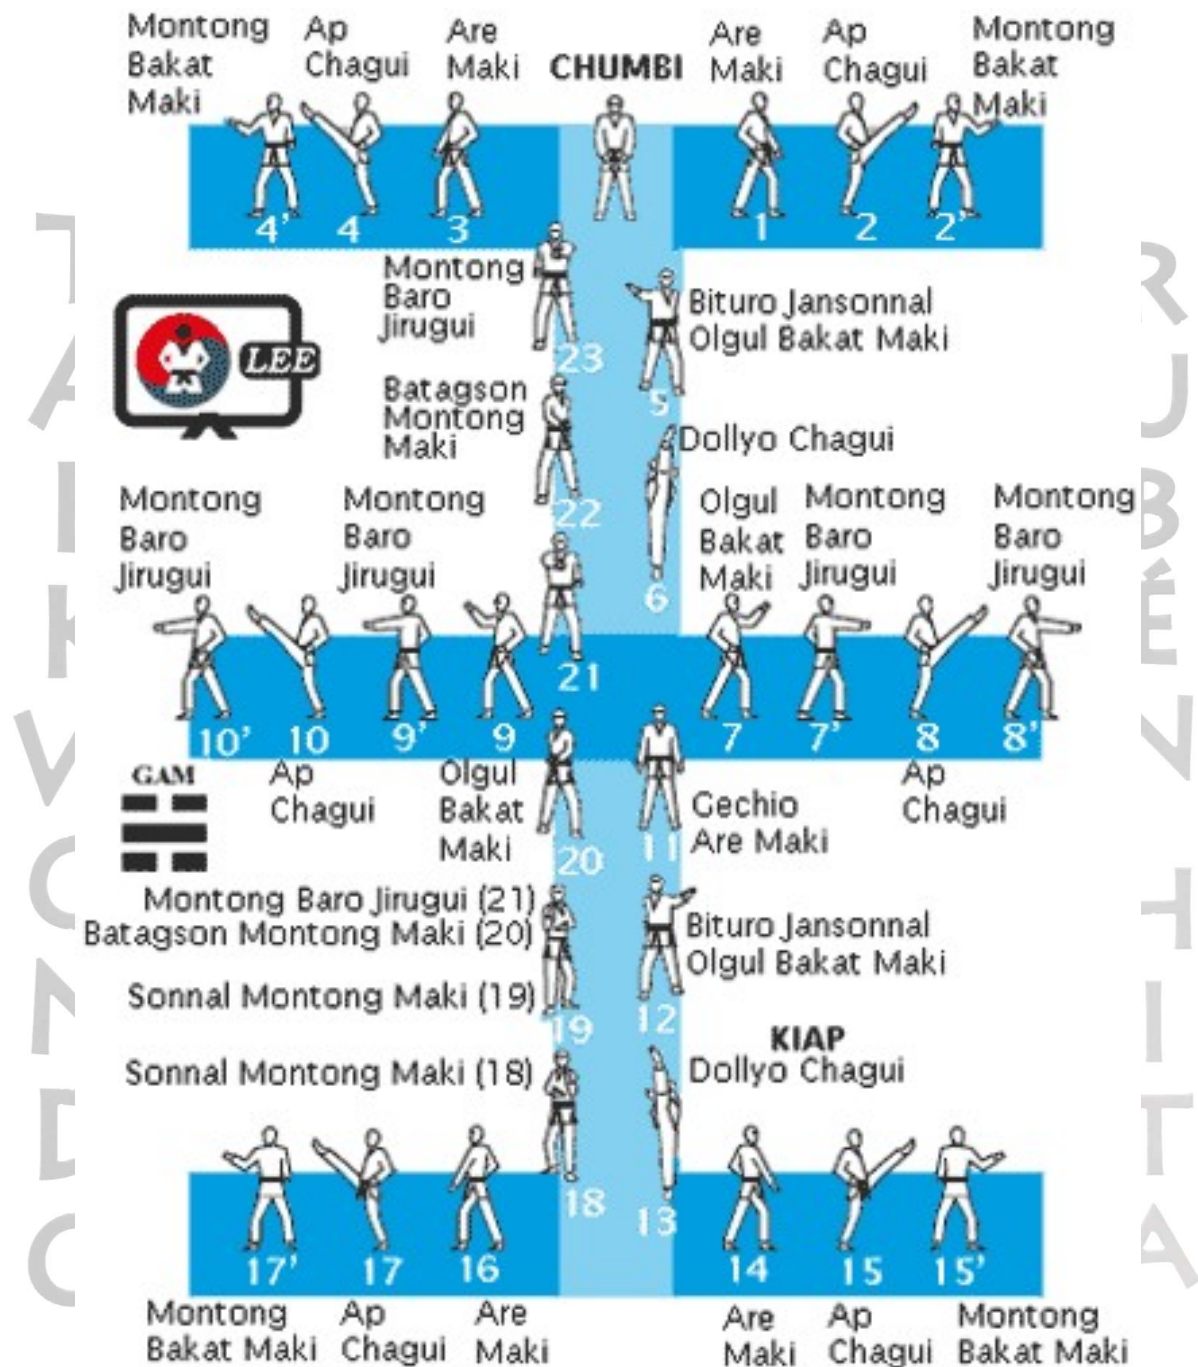 Montong
Bakat
Maki
Ap
Chagui
Are
Maki
CHUMBI
Are
Maki
Ap
Chagui
Montong
Bakat
Maki
4'
4
3
1
2
2'
Montong
Baro
Jirugui
23
Bituro Jansonnal
Olgul Bakat Maki
5
LEE
Batagson
Montong
Maki
22
Dollyo Chagui
6
Montong
Baro
Jirugui
Montong
Baro
Jirugui
Olgul
Bakat
Maki
Montong
Baro
Jirugui
Montong
Baro
Jirugui
21
10'
10
9'
9
7
7'
8
8'
GAM
Ap
Chagui
Olgul
Bakat
Maki
20
11
Gechio
Are Maki
Ap
Chagui
Montong Baro Jirugui (21)
Batagson Montong Maki (20)
Sonnal Montong Maki (19)
19
Bituro Jansonnal
Olgul Bakat Maki
12
Sonnal Montong Maki (18)
18
KIAP
Dollyo Chagui
13
17'
17
16
14
15
15'
Montong
Bakat Maki
Ap
Chagui
Are
Maki
Are
Maki
Ap
Chagui
Montong
Bakat Maki
TAEKWONDO
RUBÉN HITA